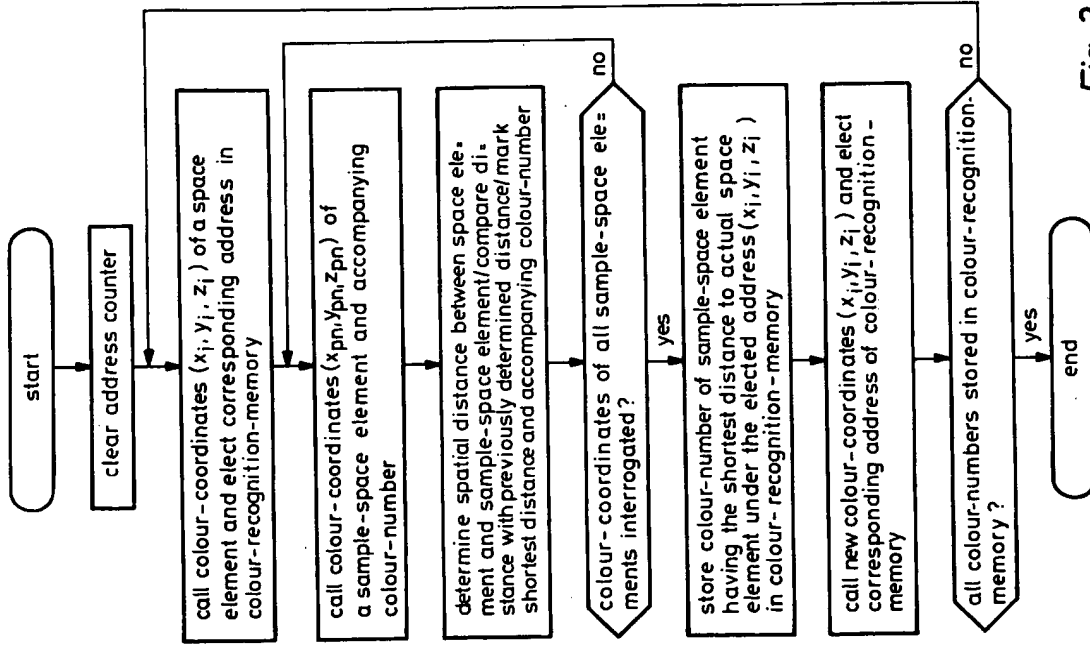 start
clear address counter
call colour-coordinates (xi, yi, zi) of a space
element and elect corresponding address in
colour-recognition-memory
call colour-coordinates (xpn, ypn, zpn) of
a sample-space element and accompanying
colour-number
determine spatial distance between space ele=
ment and sample-space element/compare di=
stance with previously determined distance/mark
shortest distance and accompanying colour-number
colour-coordinates of all sample-space ele=
ments interrogated?
no
yes
store colour-number of sample-space element
having the shortest distance to actual space
element under the elected address (xi, yi, zi)
in colour-recognition-memory
call new colour-coordinates (xi, yi, zi) and elect
corresponding address of colour-recognition-
memory
all colour-numbers stored in colour-recognition-
memory?
no
yes
end